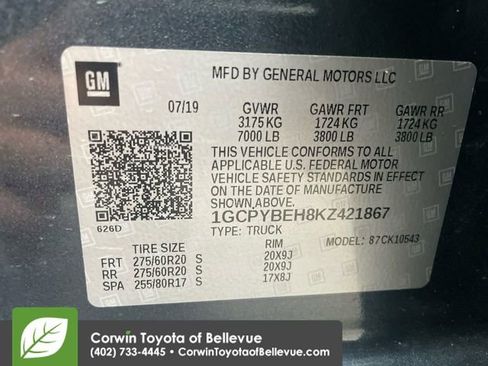 GM
MFD BY GENERAL MOTORS LLC
07/19 GVWR GAWR FRT GAWR RR
3175 KG 1724 KG 1724 KG
7000 LB 3800 LB 3800 LB
THIS VEHICLE CONFORMS TO ALL
APPLICABLE U.S. FEDERAL MOTOR
VEHICLE SAFETY STANDARDS IN EFFECT
ON THE DATE OF MANUFACTURE
SHOWN ABOVE.
1GCPYBEH8KZ421867
626D TYPE: TRUCK MODEL: 87CK10543
TIRE SIZE RIM
FRT 275/60R20 S 20X9J
RR 275/60R20 S 20X9J
SPA 255/80R17 S 17X8J
Corwin Toyota of Bellevue
(402) 733-4445 • CorwinToyotaofBellevue.com